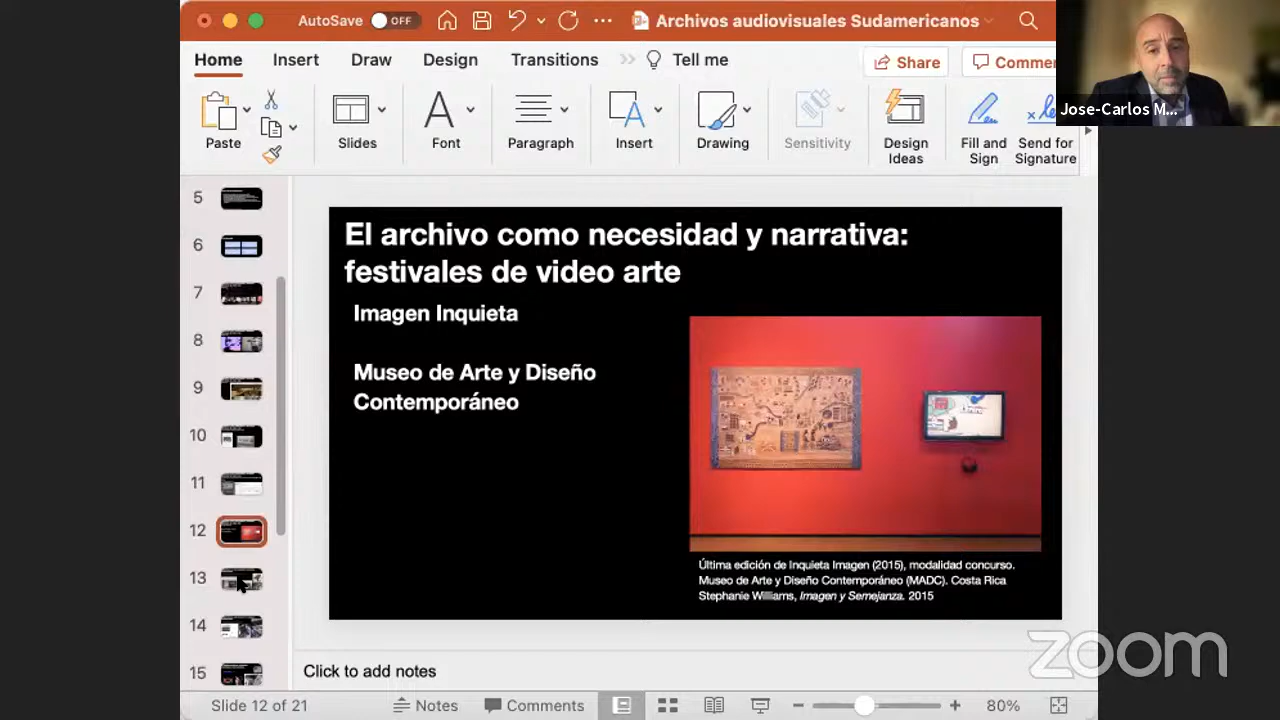 AutoSave OFF
Archivos audiovisuales Sudamericanos
Home Insert Draw Design Transitions Tell me
Share
Paste
Slides
Font
Paragraph
Insert
Drawing
Sensitivity
Design
Ideas
Fill and
Sign
Send for
Signature
Jose-Carlos M...
5
6
7
8
9
10
11
12
13
14
15
El archivo como necesidad y narrativa:
festivales de video arte
Imagen Inquieta
Museo de Arte y Diseño
Contemporáneo
Última edición de Inquieta Imagen (2015), modalidad concurso.
Museo de Arte y Diseño Contemporáneo (MADC). Costa Rica
Stephanie Williams, Imagen y Semejanza. 2015
Click to add notes
Slide 12 of 21 Notes Comments 80%
zoom